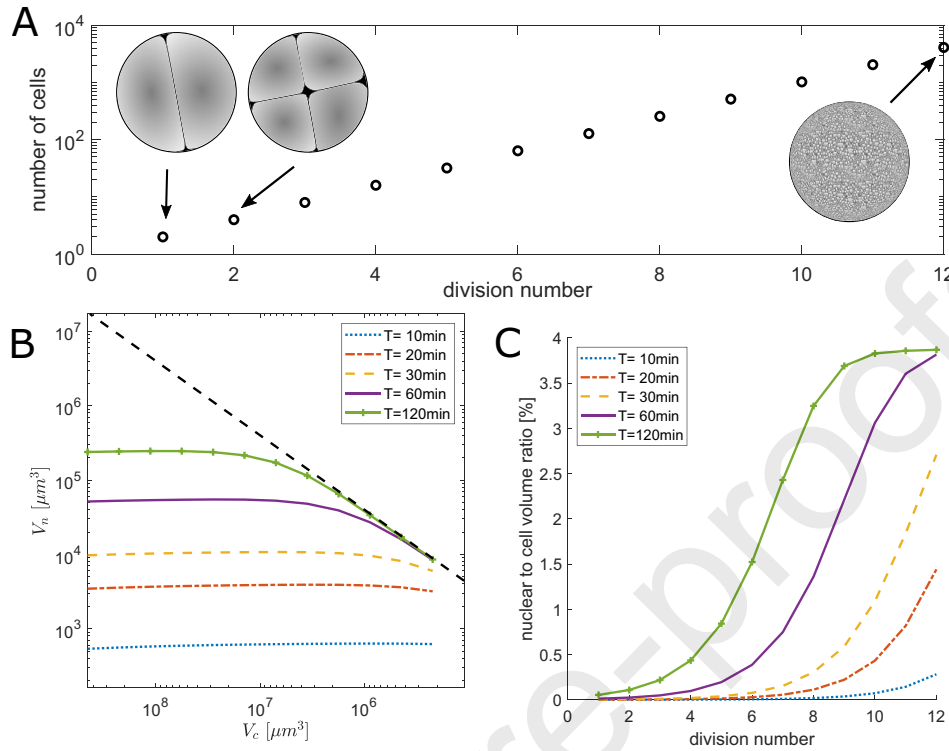 A
number of cells
10^4
10^2
10^0
0 2 4 6 8 10 12
division number
B
T= 10min
T= 20min
T= 30min
T= 60min
T=120min
V_n [μm^3]
10^7
10^6
10^5
10^4
10^3
10^8 10^7 10^6
V_c [μm^3]
C
T= 10min
T= 20min
T= 30min
T= 60min
T=120min
nuclear to cell volume ratio [%]
4
3.5
3
2.5
2
1.5
1
0.5
0
0 2 4 6 8 10 12
division number
re-proof